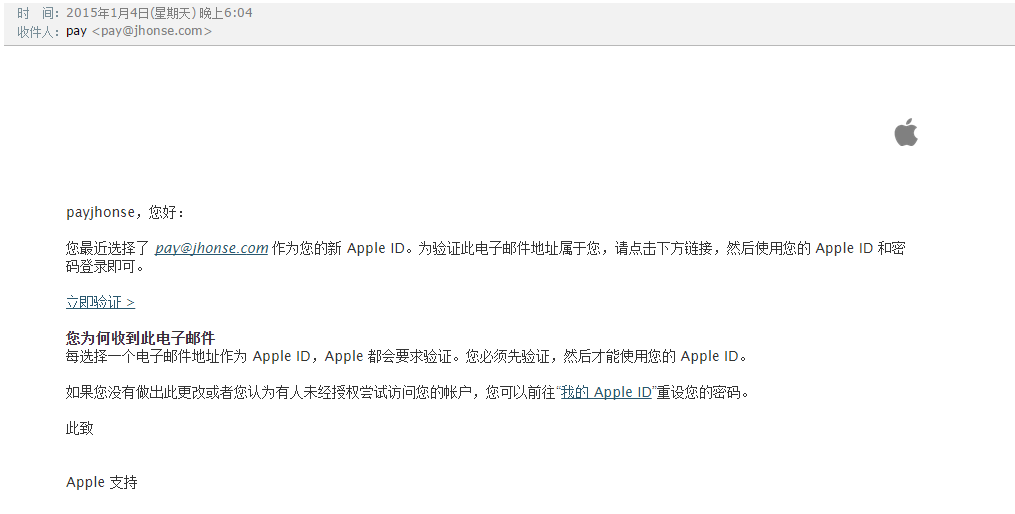 时　间：2015年1月4日(星期天) 晚上6:04
收件人：pay <pay@jhonse.com>
payjhonse，您好：
您最近选择了 pay@jhonse.com 作为您的新 Apple ID。为验证此电子邮件地址属于您，请点击下方链接，然后使用您的 Apple ID 和密
码登录即可。
立即验证 >
您为何收到此电子邮件
每选择一个电子邮件地址作为 Apple ID，Apple 都会要求验证。您必须先验证，然后才能使用您的 Apple ID。
如果您没有做出此更改或者您认为有人未经授权尝试访问您的帐户，您可以前往“我的 Apple ID”重设您的密码。
此致
Apple 支持